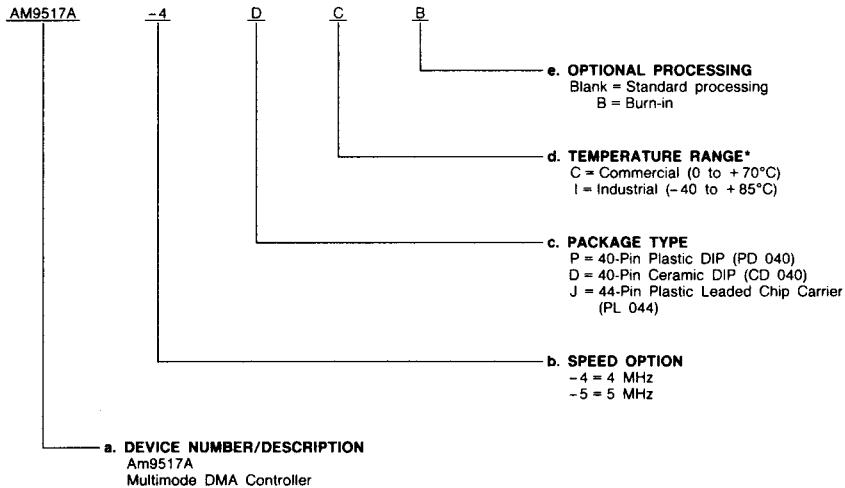 AM9517A -4 D C B
e. OPTIONAL PROCESSING
Blank = Standard processing
B = Burn-in
d. TEMPERATURE RANGE*
C = Commercial (0 to +70°C)
I = Industrial (-40 to +85°C)
c. PACKAGE TYPE
P = 40-Pin Plastic DIP (PD 040)
D = 40-Pin Ceramic DIP (CD 040)
J = 44-Pin Plastic Leaded Chip Carrier
(PL 044)
b. SPEED OPTION
-4 = 4 MHz
-5 = 5 MHz
a. DEVICE NUMBER/DESCRIPTION
Am9517A
Multimode DMA Controller